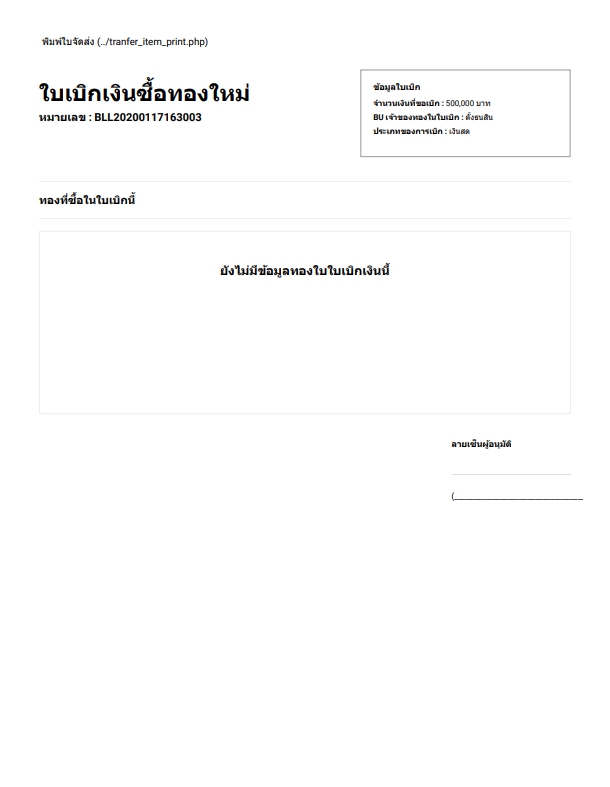 พิมพ์ใบจัดส่ง (../tranfer_item_print.php)
ใบเบิกเงินซื้อทองใหม่
หมายเลข : BLL20200117163003
ข้อมูลใบเบิก
จำนวนเงินที่ขอเบิก : 500,000 บาท
BU เจ้าของทองในใบเบิก : ตั้งธนสิน
ประเภทของการเบิก : เงินสด
ทองที่ซื้อในใบเบิกนี้
ยังไม่มีข้อมูลทองใบใบเบิกเงินนี้
ลายเซ็นผู้อนุมัติ
(____________________________